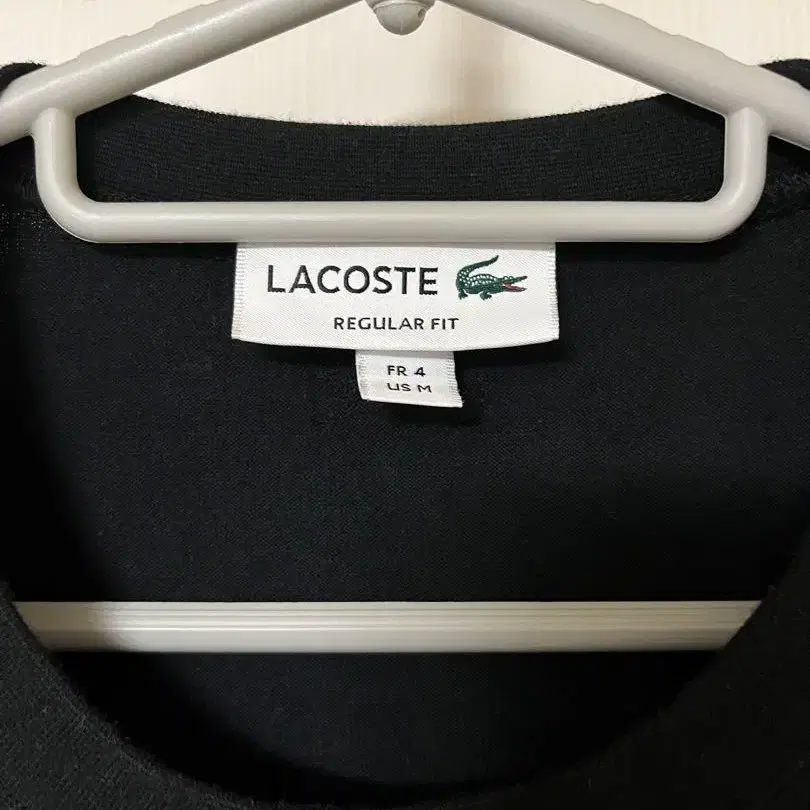 LACOSTE
REGULAR FIT
FR 4
US M